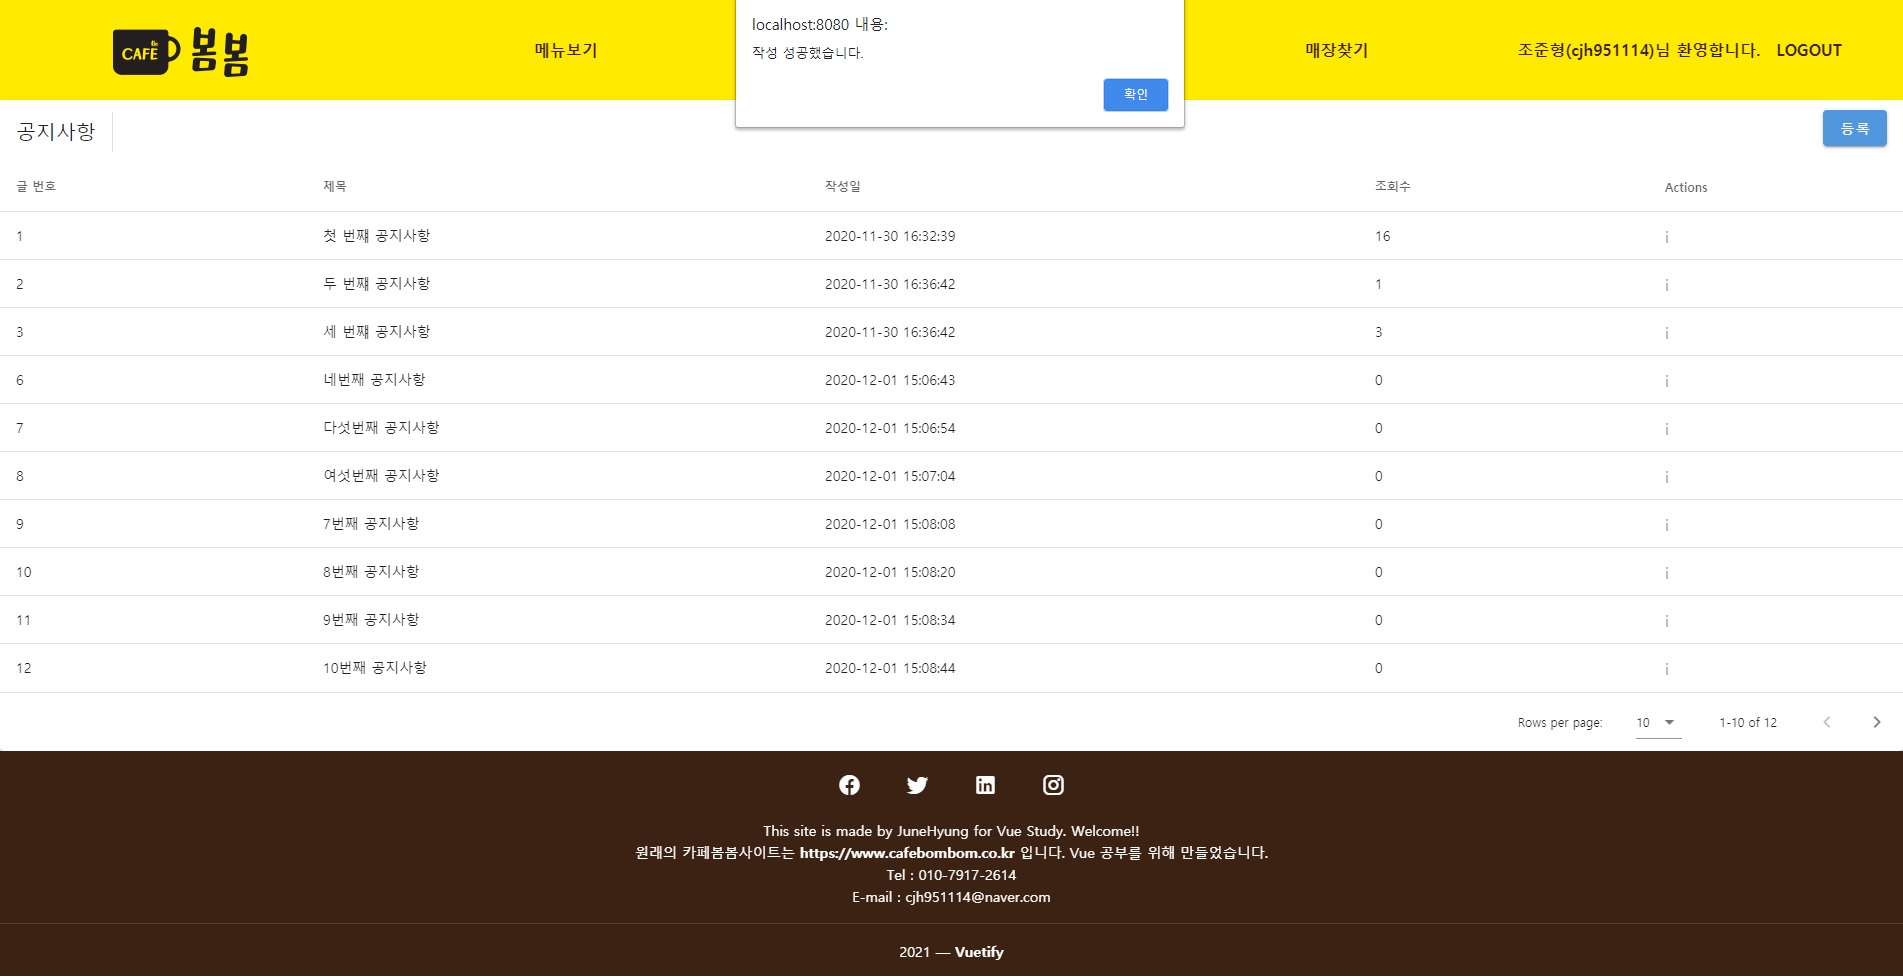 CAFE 봄봄
메뉴보기
localhost:8080 내용:
작성 성공했습니다.
확인
매장찾기
조준형(cjh951114)님 환영합니다. LOGOUT
공지사항
등록
글 번호 제목 작성일 조회수 Actions
1 첫 번째 공지사항 2020-11-30 16:32:39 16 i
2 두 번째 공지사항 2020-11-30 16:36:42 1 i
3 세 번째 공지사항 2020-11-30 16:36:42 3 i
6 네번째 공지사항 2020-12-01 15:06:43 0 i
7 다섯번째 공지사항 2020-12-01 15:06:54 0 i
8 여섯번째 공지사항 2020-12-01 15:07:04 0 i
9 7번째 공지사항 2020-12-01 15:08:08 0 i
10 8번째 공지사항 2020-12-01 15:08:20 0 i
11 9번째 공지사항 2020-12-01 15:08:34 0 i
12 10번째 공지사항 2020-12-01 15:08:44 0 i
Rows per page: 10 1-10 of 12
This site is made by JuneHyung for Vue Study. Welcome!!
원래의 카페봄봄사이트는 https://www.cafebombom.co.kr 입니다. Vue 공부를 위해 만들었습니다.
Tel : 010-7917-2614
E-mail : cjh951114@naver.com
2021 — Vuetify